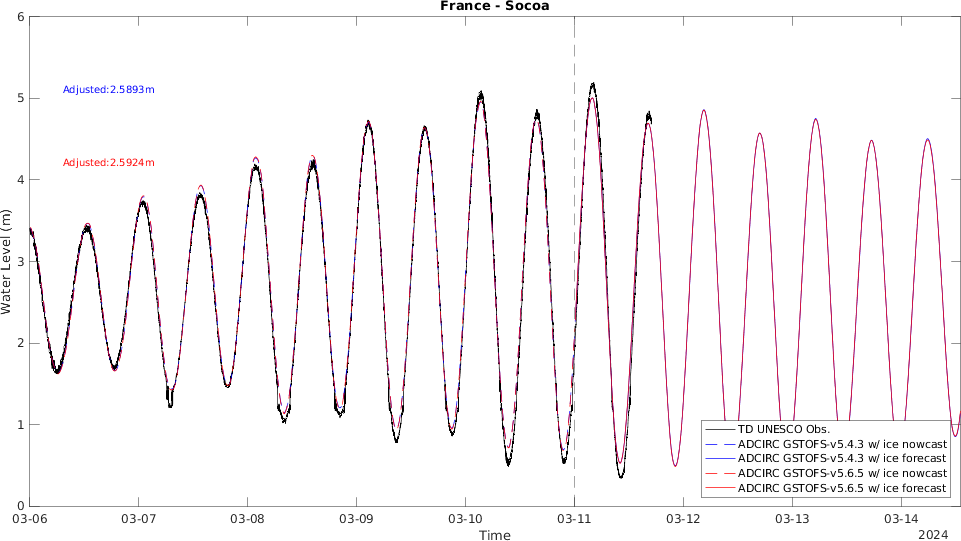 France - Socoa
6
5
4
3
2
1
0
Water Level (m)
Adjusted:2.5893m
Adjusted:2.5924m
TD UNESCO Obs.
ADCIRC GSTOFS-v5.4.3 w/ ice nowcast
ADCIRC GSTOFS-v5.4.3 w/ ice forecast
ADCIRC GSTOFS-v5.6.5 w/ ice nowcast
ADCIRC GSTOFS-v5.6.5 w/ ice forecast
03-06 03-07 03-08 03-09 03-10 03-11 03-12 03-13 03-14
Time
2024